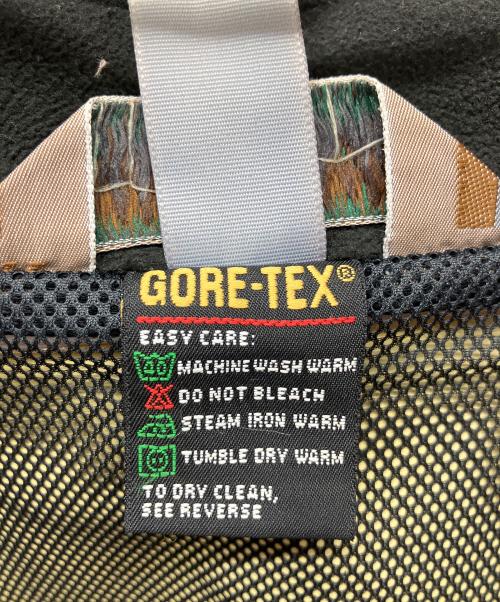 GORE-TEX®
EASY CARE:
40 MACHINE WASH WARM
DO NOT BLEACH
STEAM IRON WARM
TUMBLE DRY WARM
TO DRY CLEAN,
SEE REVERSE